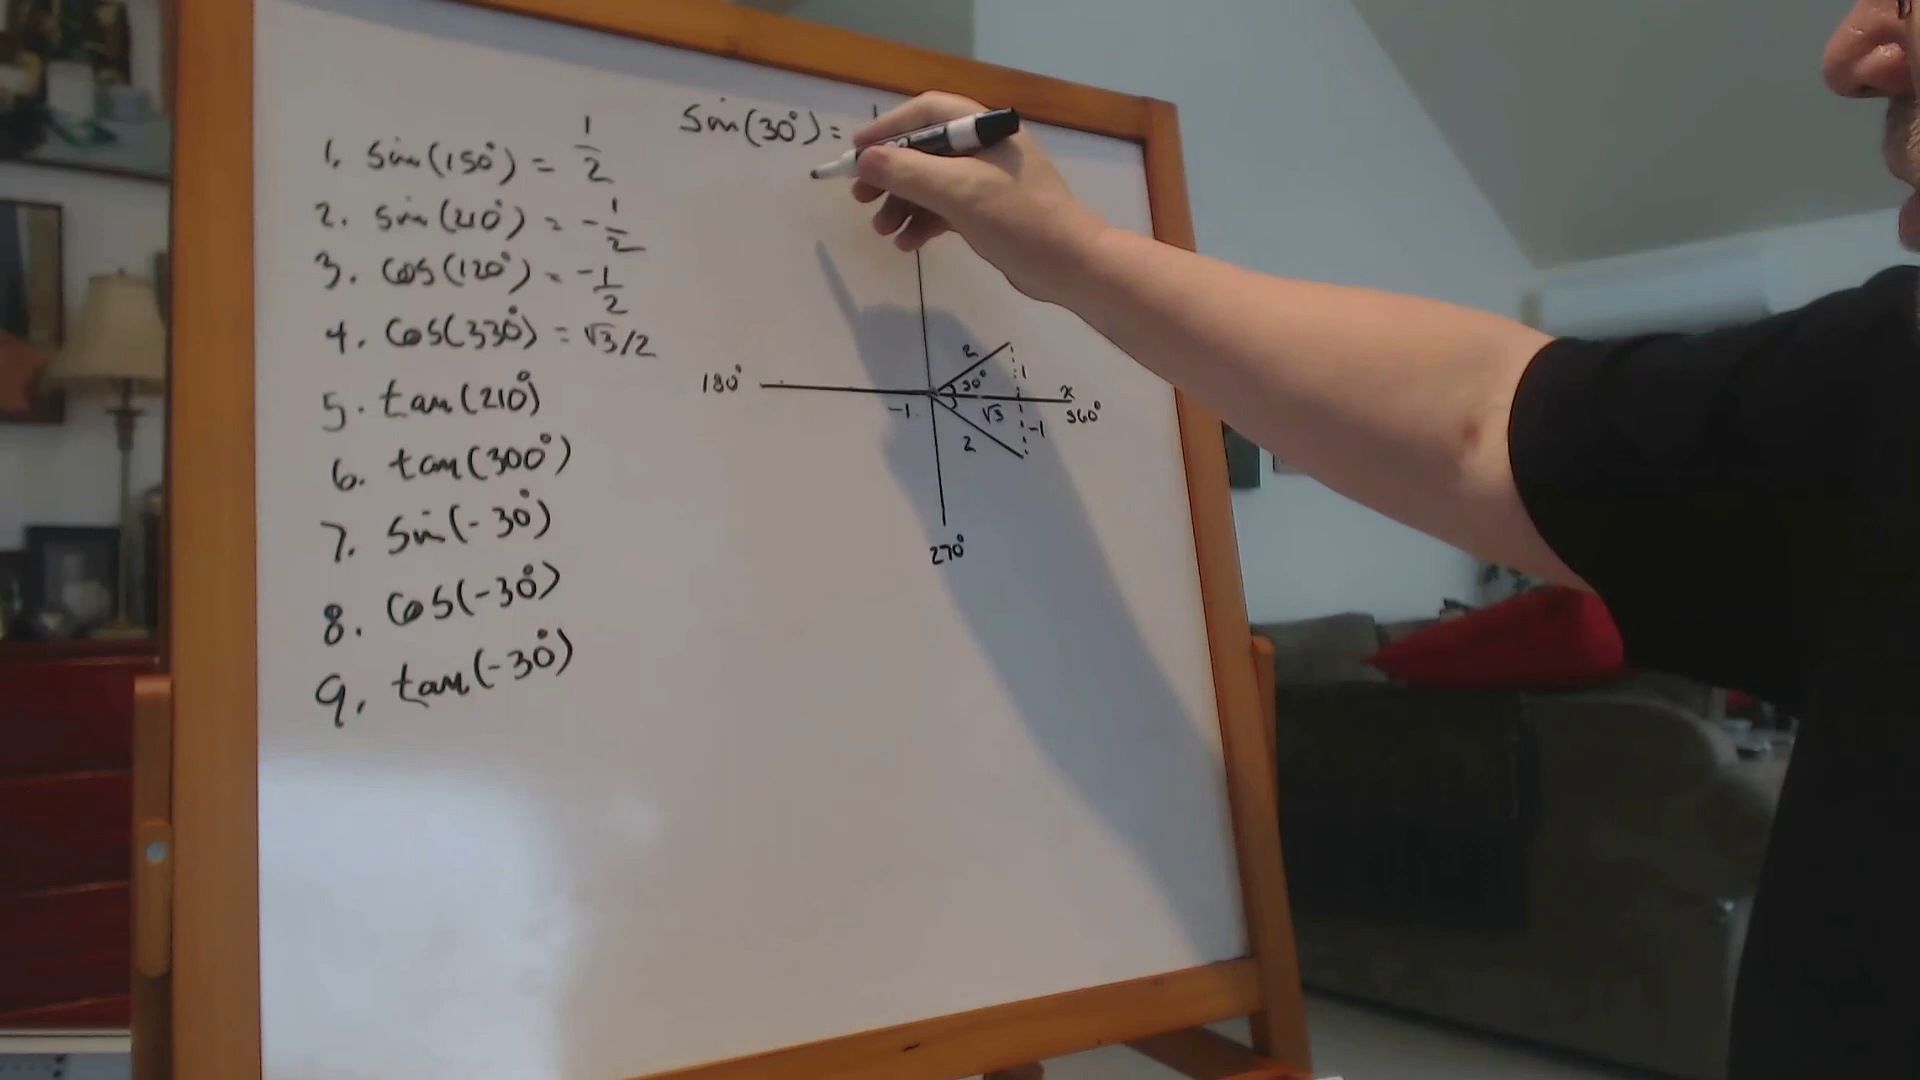 1. sin(150°) = 1/2
2. sin(210°) = -1/2
3. cos(120°) = -1/2
4. cos(330°) = √3/2
5. tan(210°)
6. tan(300°)
7. sin(-30°)
8. cos(-30°)
9. tan(-30°)
sin(30°) =
2
30°
1
x
180°
360°
-1
√3
-1
2
270°